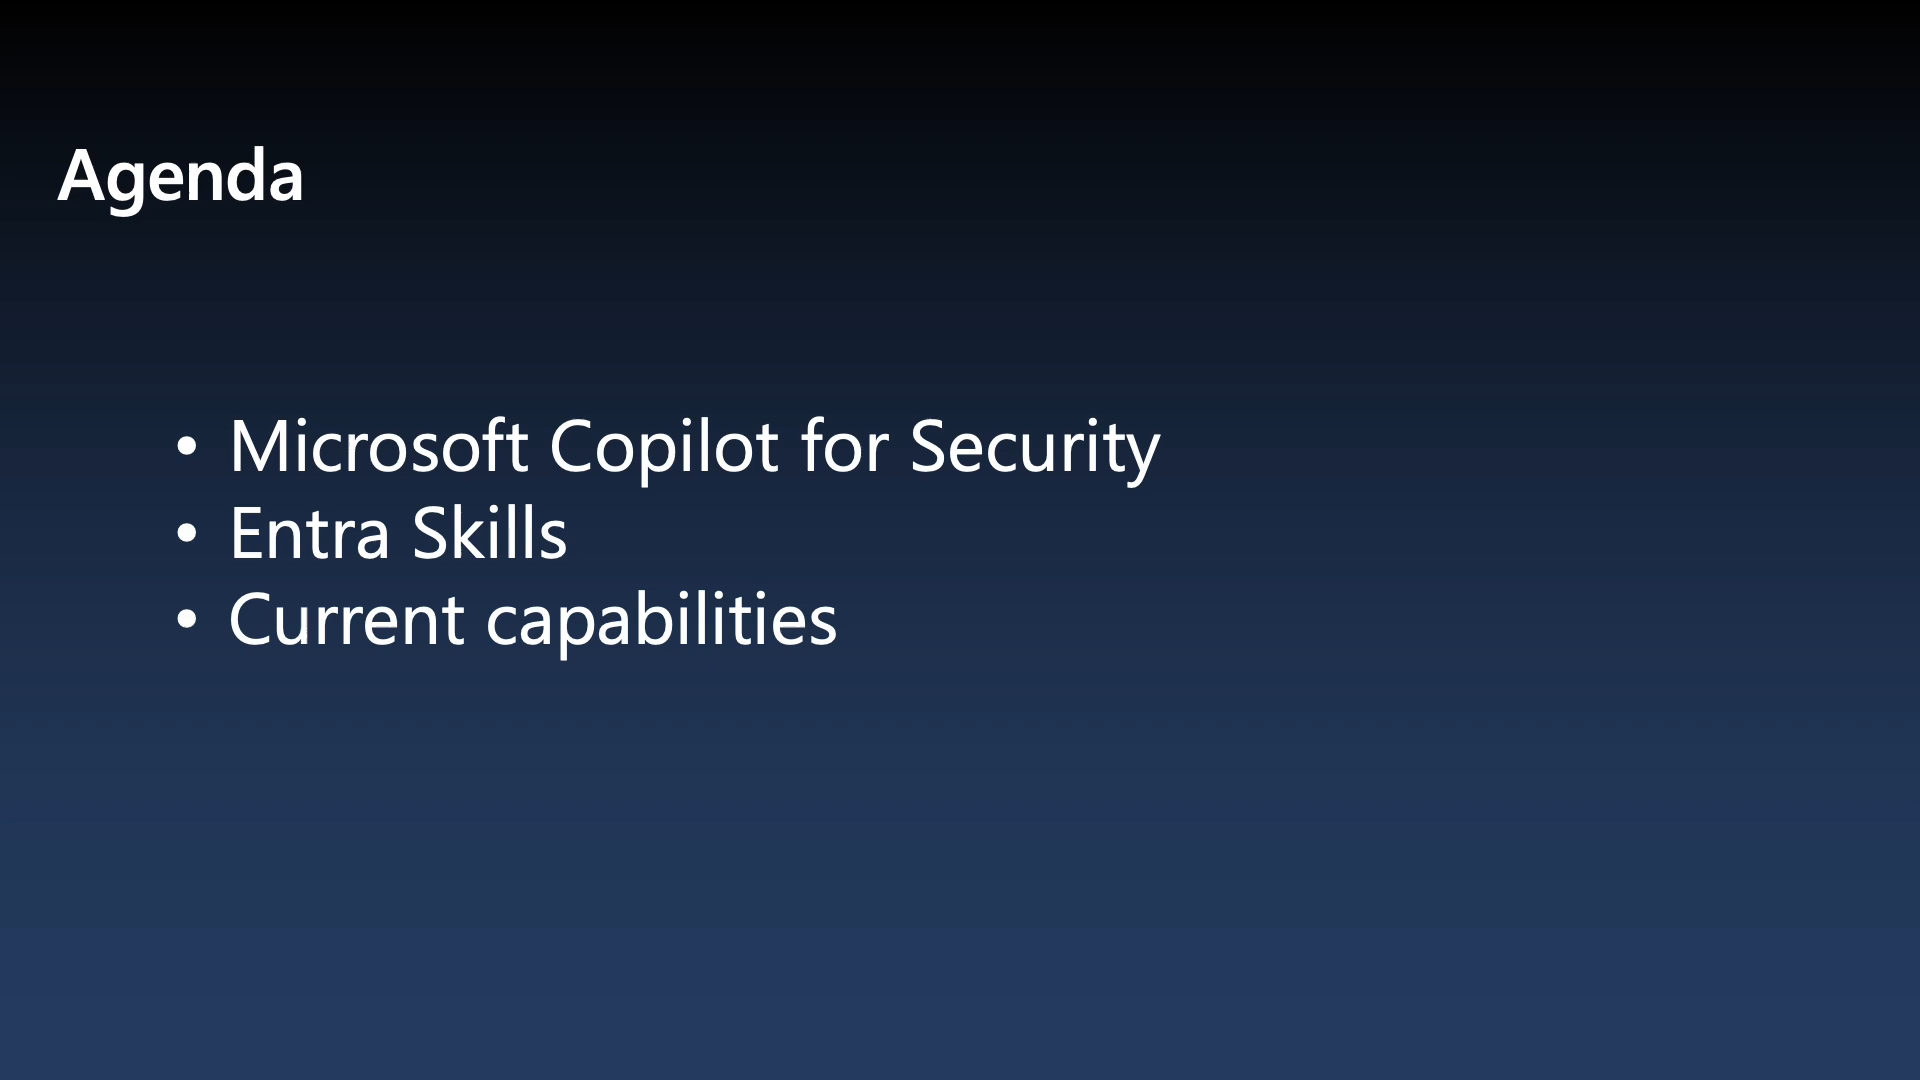 Agenda
• Microsoft Copilot for Security
• Entra Skills
• Current capabilities